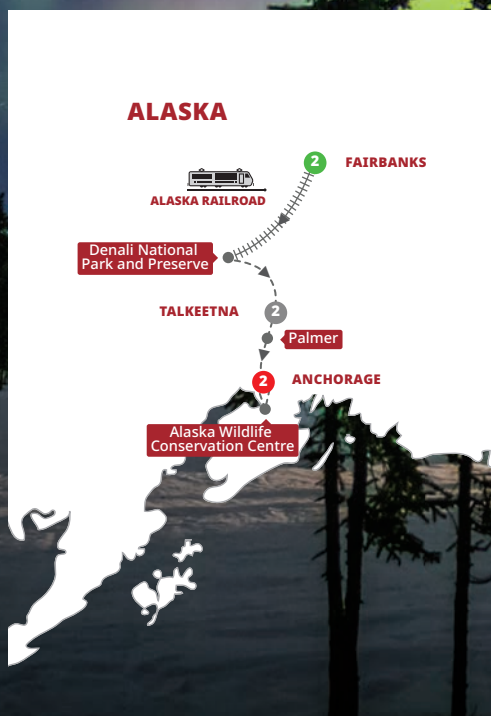 ALASKA
2
FAIRBANKS
ALASKA RAILROAD
Denali National
Park and Preserve
TALKEETNA
2
Palmer
2
ANCHORAGE
Alaska Wildlife
Conservation Centre